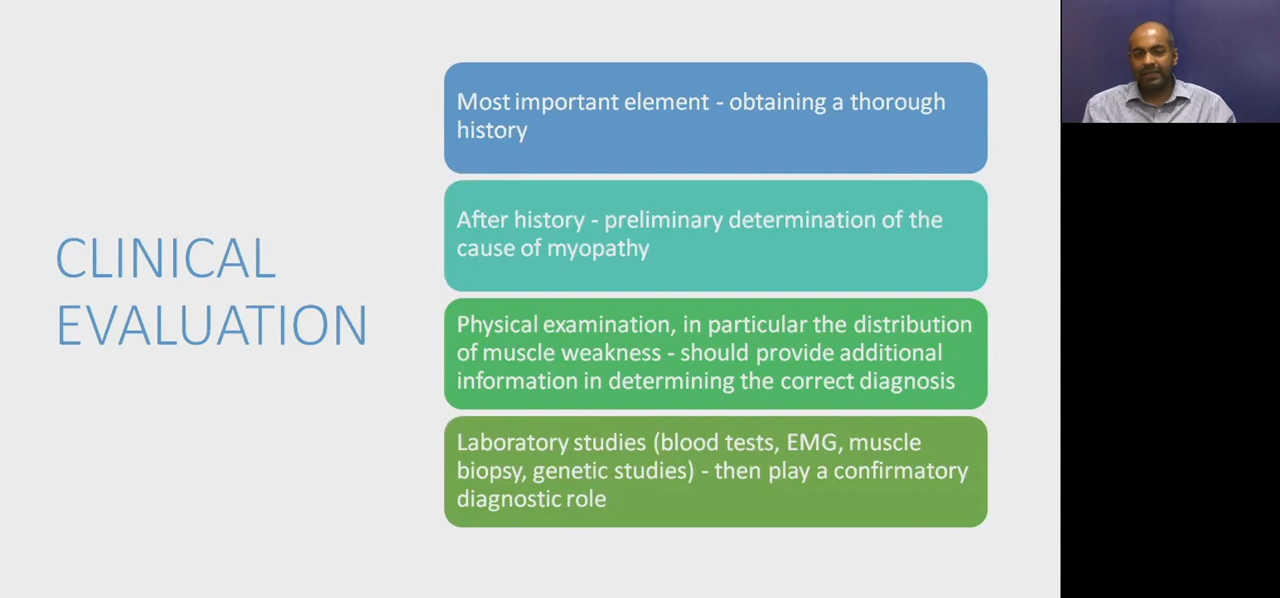 CLINICAL
EVALUATION
Most important element - obtaining a thorough
history
After history - preliminary determination of the
cause of myopathy
Physical examination, in particular the distribution
of muscle weakness - should provide additional
information in determining the correct diagnosis
Laboratory studies (blood tests, EMG, muscle
biopsy, genetic studies) - then play a confirmatory
diagnostic role